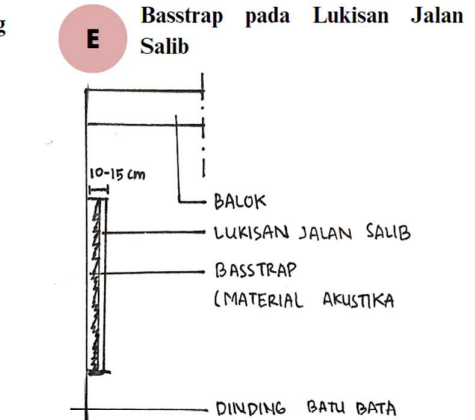 g
E
Basstrap pada Lukisan Jalan
Salib
10-15 cm
BALOK
LUKISAN JALAN SALIB
BASSTRAP
(MATERIAL AKUSTIKA
DINDING BATU BATA